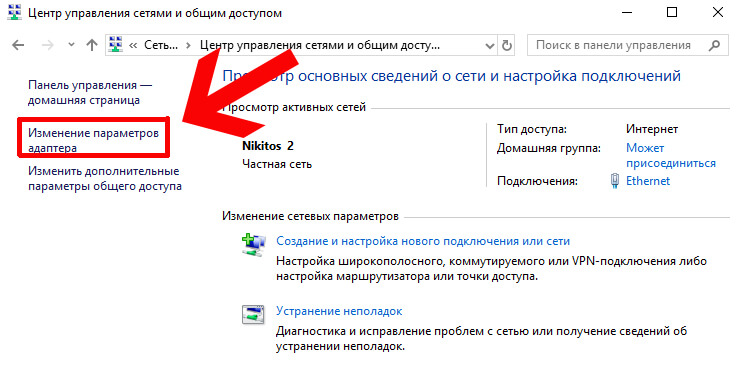 Центр управления сетями и общим доступом
Сеть... Центр управления сетями и общим досту...
Поиск в панели управления
Панель управления —
домашняя страница
Изменение параметров
адаптера
Изменить дополнительные
параметры общего доступа
Просмотр основных сведений о сети и настройка подключений
Просмотр активных сетей
Nikitos 2
Частная сеть
Тип доступа: Интернет
Домашняя группа: Может
присоединиться
Подключения: Ethernet
Изменение сетевых параметров
Создание и настройка нового подключения или сети
Настройка широкополосного, коммутируемого или VPN-подключения либо
настройка маршрутизатора или точки доступа.
Устранение неполадок
Диагностика и исправление проблем с сетью или получение сведений об
устранении неполадок.